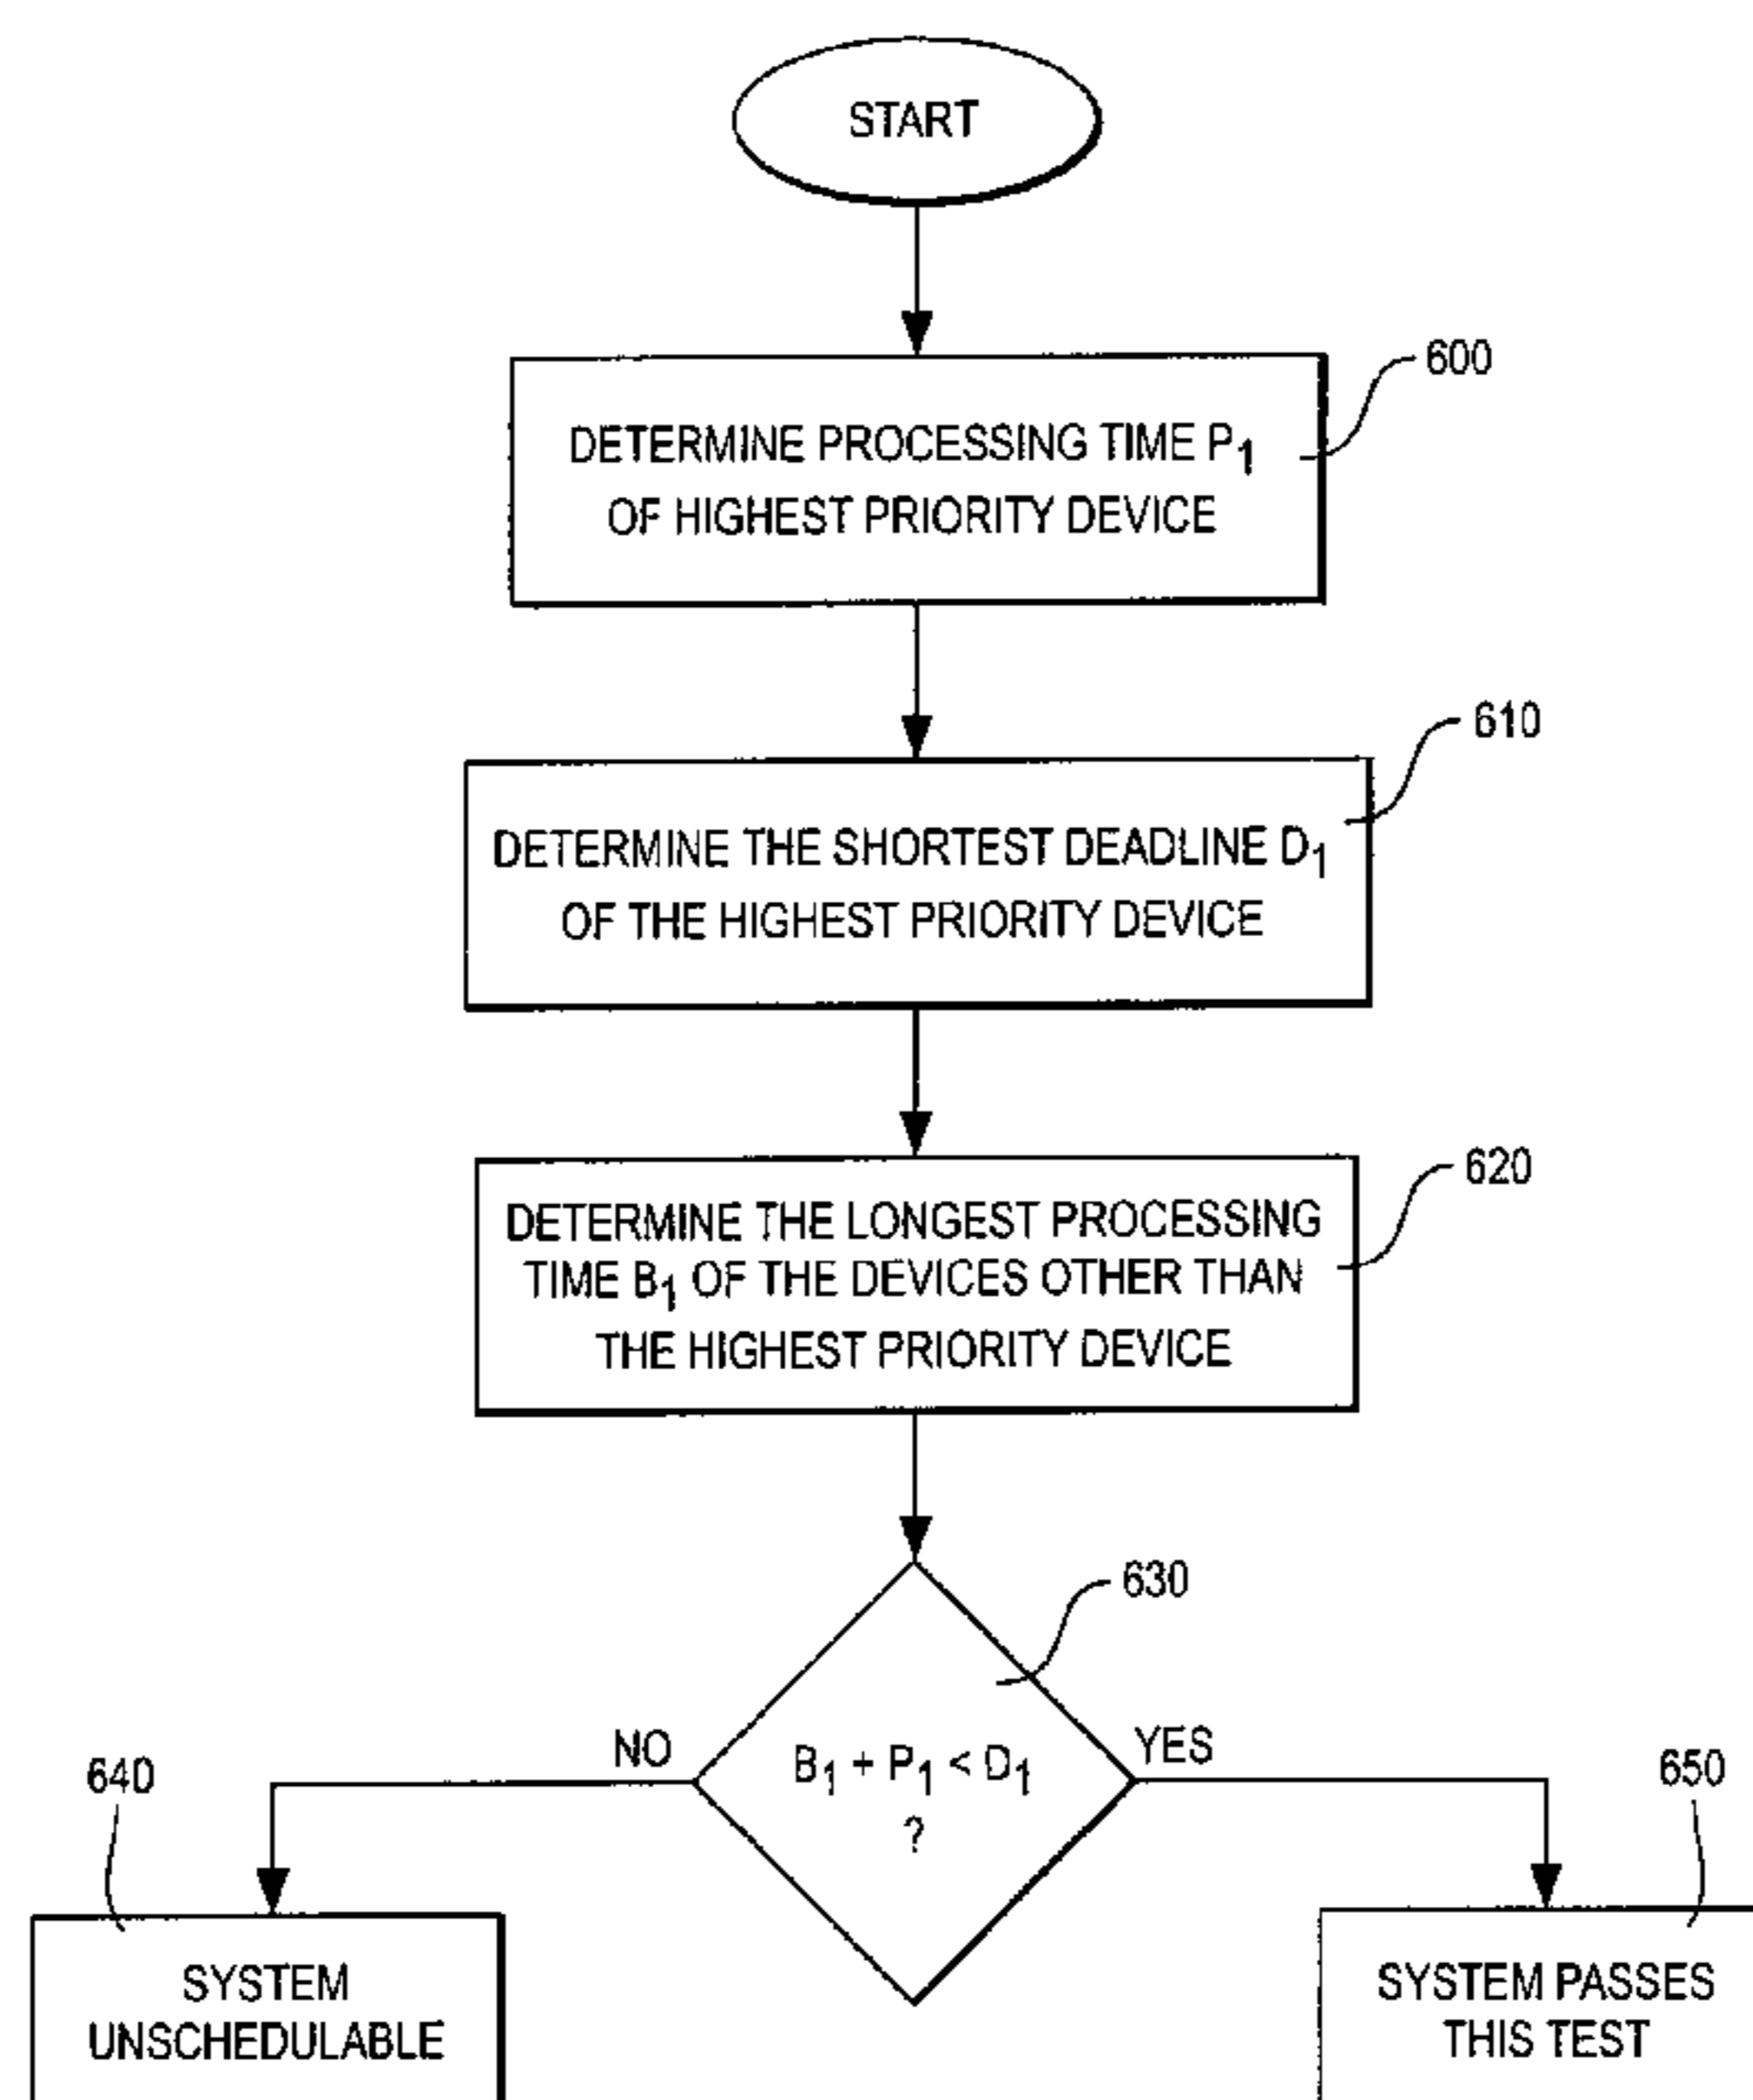 START
600
DETERMINE PROCESSING TIME P₁
OF HIGHEST PRIORITY DEVICE
610
DETERMINE THE SHORTEST DEADLINE D₁
OF THE HIGHEST PRIORITY DEVICE
620
DETERMINE THE LONGEST PROCESSING
TIME B₁ OF THE DEVICES OTHER THAN
THE HIGHEST PRIORITY DEVICE
630
NO
B₁ + P₁ < D₁
?
YES
640
650
SYSTEM
UNSCHEDULABLE
SYSTEM PASSES
THIS TEST